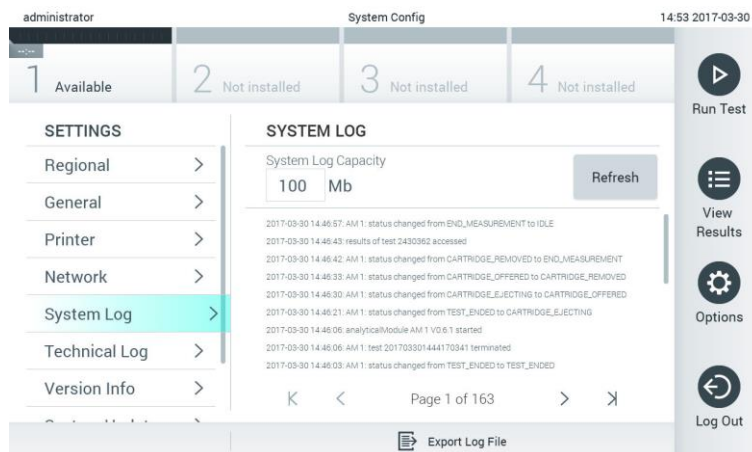 administrator
System Config
14:53 2017-03-30
--:--
1 Available
2 Not installed
3 Not installed
4 Not installed
Run Test
SETTINGS
Regional
General
Printer
Network
System Log
Technical Log
Version Info
SYSTEM LOG
System Log Capacity
100 Mb
Refresh
2017-03-30 14:46:57: AM 1: status changed from END_MEASUREMENT to IDLE
2017-03-30 14:46:43: results of test 2430362 accessed
2017-03-30 14:46:42: AM 1: status changed from CARTRIDGE_REMOVED to END_MEASUREMENT
2017-03-30 14:46:33: AM 1: status changed from CARTRIDGE_OFFERED to CARTRIDGE_REMOVED
2017-03-30 14:46:30: AM 1: status changed from CARTRIDGE_EJECTING to CARTRIDGE_OFFERED
2017-03-30 14:46:21: AM 1: status changed from TEST_ENDED to CARTRIDGE_EJECTING
2017-03-30 14:46:06: analyticalModule AM 1 V0.6.1 started
2017-03-30 14:46:06: AM 1: test 201703301444170341 terminated
2017-03-30 14:46:03: AM 1: status changed from TEST_ENDED to TEST_ENDED
Page 1 of 163
Export Log File
View
Results
Options
Log Out